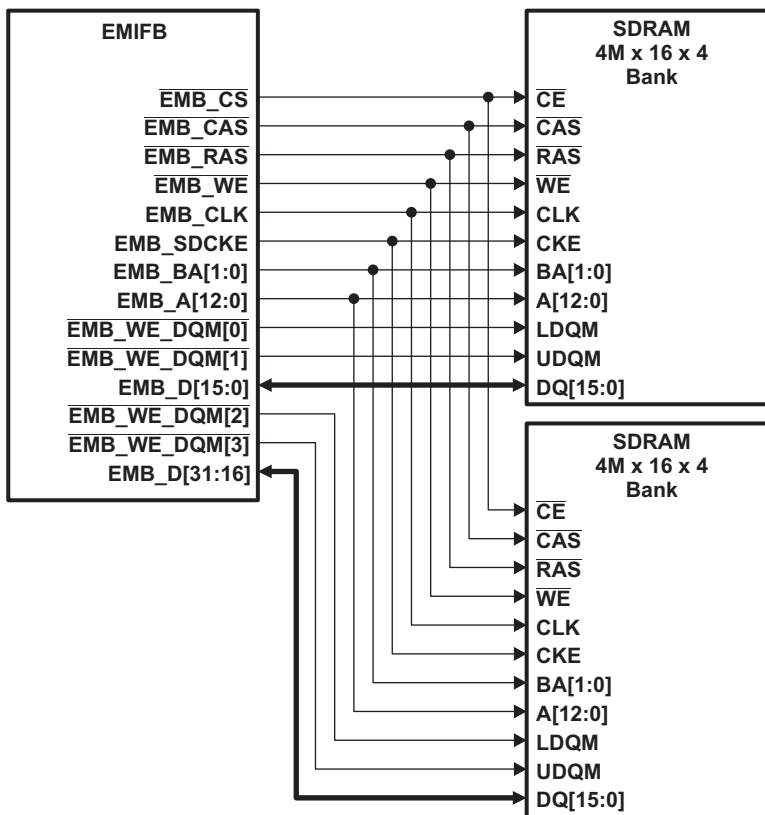 EMIFB
EMB_CS
EMB_CAS
EMB_RAS
EMB_WE
EMB_CLK
EMB_SDCKE
EMB_BA[1:0]
EMB_A[12:0]
EMB_WE_DQM[0]
EMB_WE_DQM[1]
EMB_D[15:0]
EMB_WE_DQM[2]
EMB_WE_DQM[3]
EMB_D[31:16]
SDRAM
4M x 16 x 4
Bank
CE
CAS
RAS
WE
CLK
CKE
BA[1:0]
A[12:0]
LDQM
UDQM
DQ[15:0]
SDRAM
4M x 16 x 4
Bank
CE
CAS
RAS
WE
CLK
CKE
BA[1:0]
A[12:0]
LDQM
UDQM
DQ[15:0]